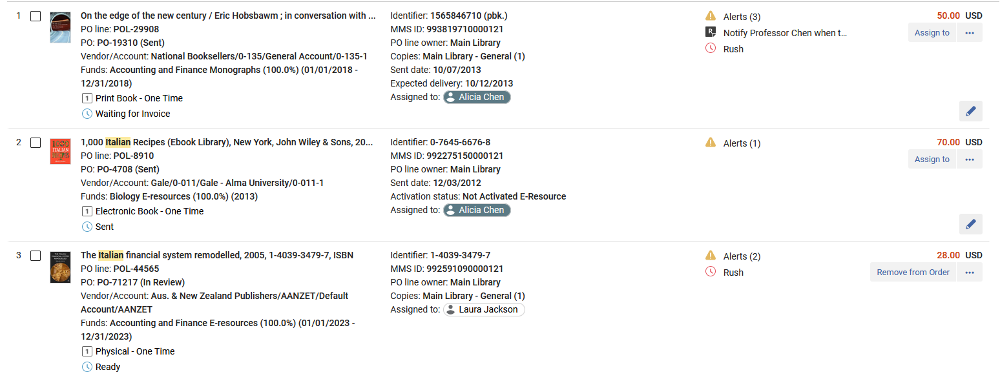 1
On the edge of the new century / Eric Hobsbawm ; in conversation with ...
PO line: POL-29908
PO: PO-19310 (Sent)
Vendor/Account: National Booksellers/0-135/General Account/0-135-1
Funds: Accounting and Finance Monographs (100.0%) (01/01/2018 -
12/31/2018)
1 Print Book - One Time
Waiting for Invoice
Identifier: 1565846710 (pbk.)
MMS ID: 993819710000121
PO line owner: Main Library
Copies: Main Library - General (1)
Sent date: 10/07/2013
Expected delivery: 10/12/2013
Assigned to: Alicia Chen
Alerts (3)
R Notify Professor Chen when t...
Rush
50.00 USD
Assign to ...
2
1000
ITALIAN
1,000 Italian Recipes (Ebook Library), New York, John Wiley & Sons, 20...
PO line: POL-8910
PO: PO-4708 (Sent)
Vendor/Account: Gale/0-011/Gale - Alma University/0-011-1
Funds: Biology E-resources (100.0%) (2013)
1 Electronic Book - One Time
Sent
Identifier: 0-7645-6676-8
MMS ID: 992275150000121
PO line owner: Main Library
Sent date: 12/03/2012
Activation status: Not Activated E-Resource
Assigned to: Alicia Chen
Alerts (1)
70.00 USD
Assign to ...
3
The Italian financial system remodelled, 2005, 1-4039-3479-7, ISBN
PO line: POL-44565
PO: PO-71217 (In Review)
Vendor/Account: Aus. & New Zealand Publishers/AANZET/Default
Account/AANZET
Funds: Accounting and Finance E-resources (100.0%) (01/01/2023 -
12/31/2023)
1 Physical - One Time
Ready
Identifier: 1-4039-3479-7
MMS ID: 992591090000121
PO line owner: Main Library
Copies: Main Library - General (1)
Assigned to: Laura Jackson
Alerts (2)
Rush
28.00 USD
Remove from Order ...